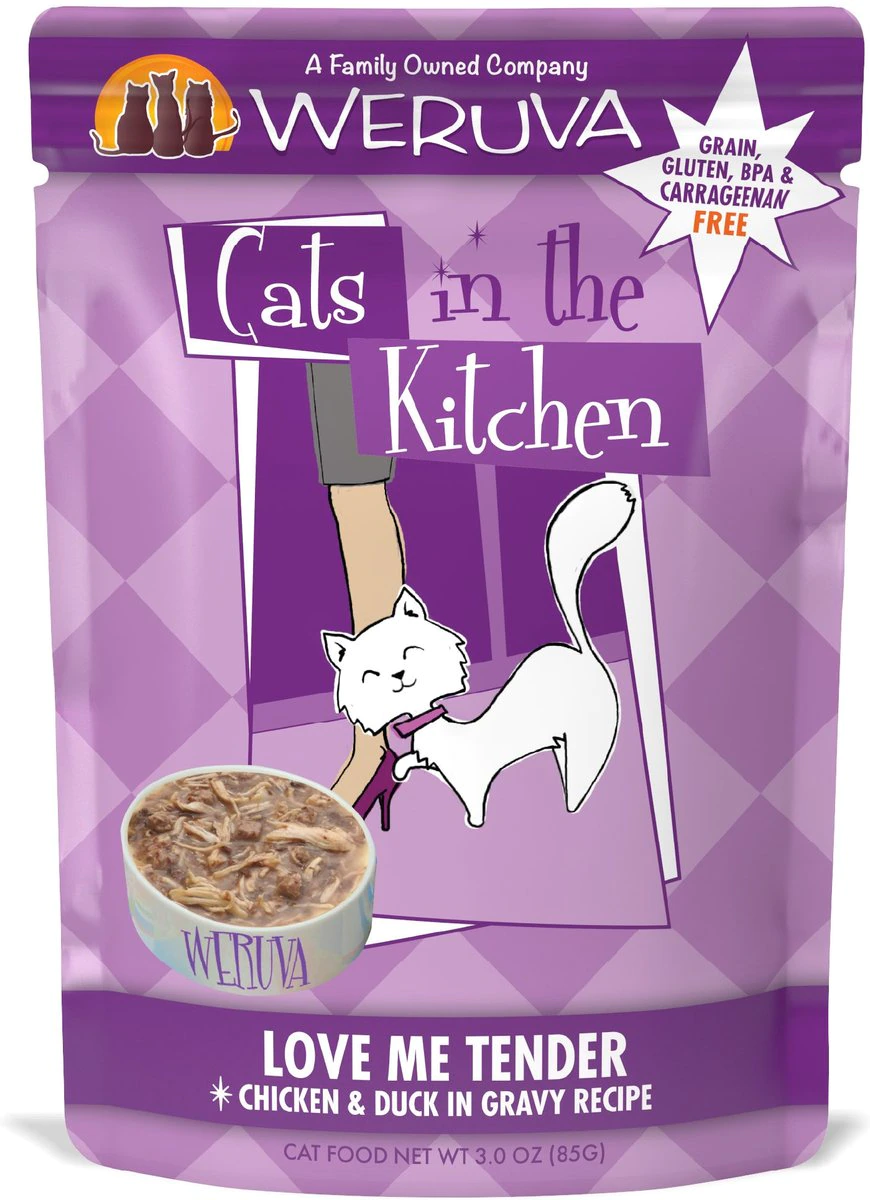 A Family Owned Company
WERUVA
GRAIN,
GLUTEN, BPA &
CARRAGEENAN
FREE
Cats in the
Kitchen
WERUVA
LOVE ME TENDER
CHICKEN & DUCK IN GRAVY RECIPE
CAT FOOD NET WT 3.0 OZ (85G)